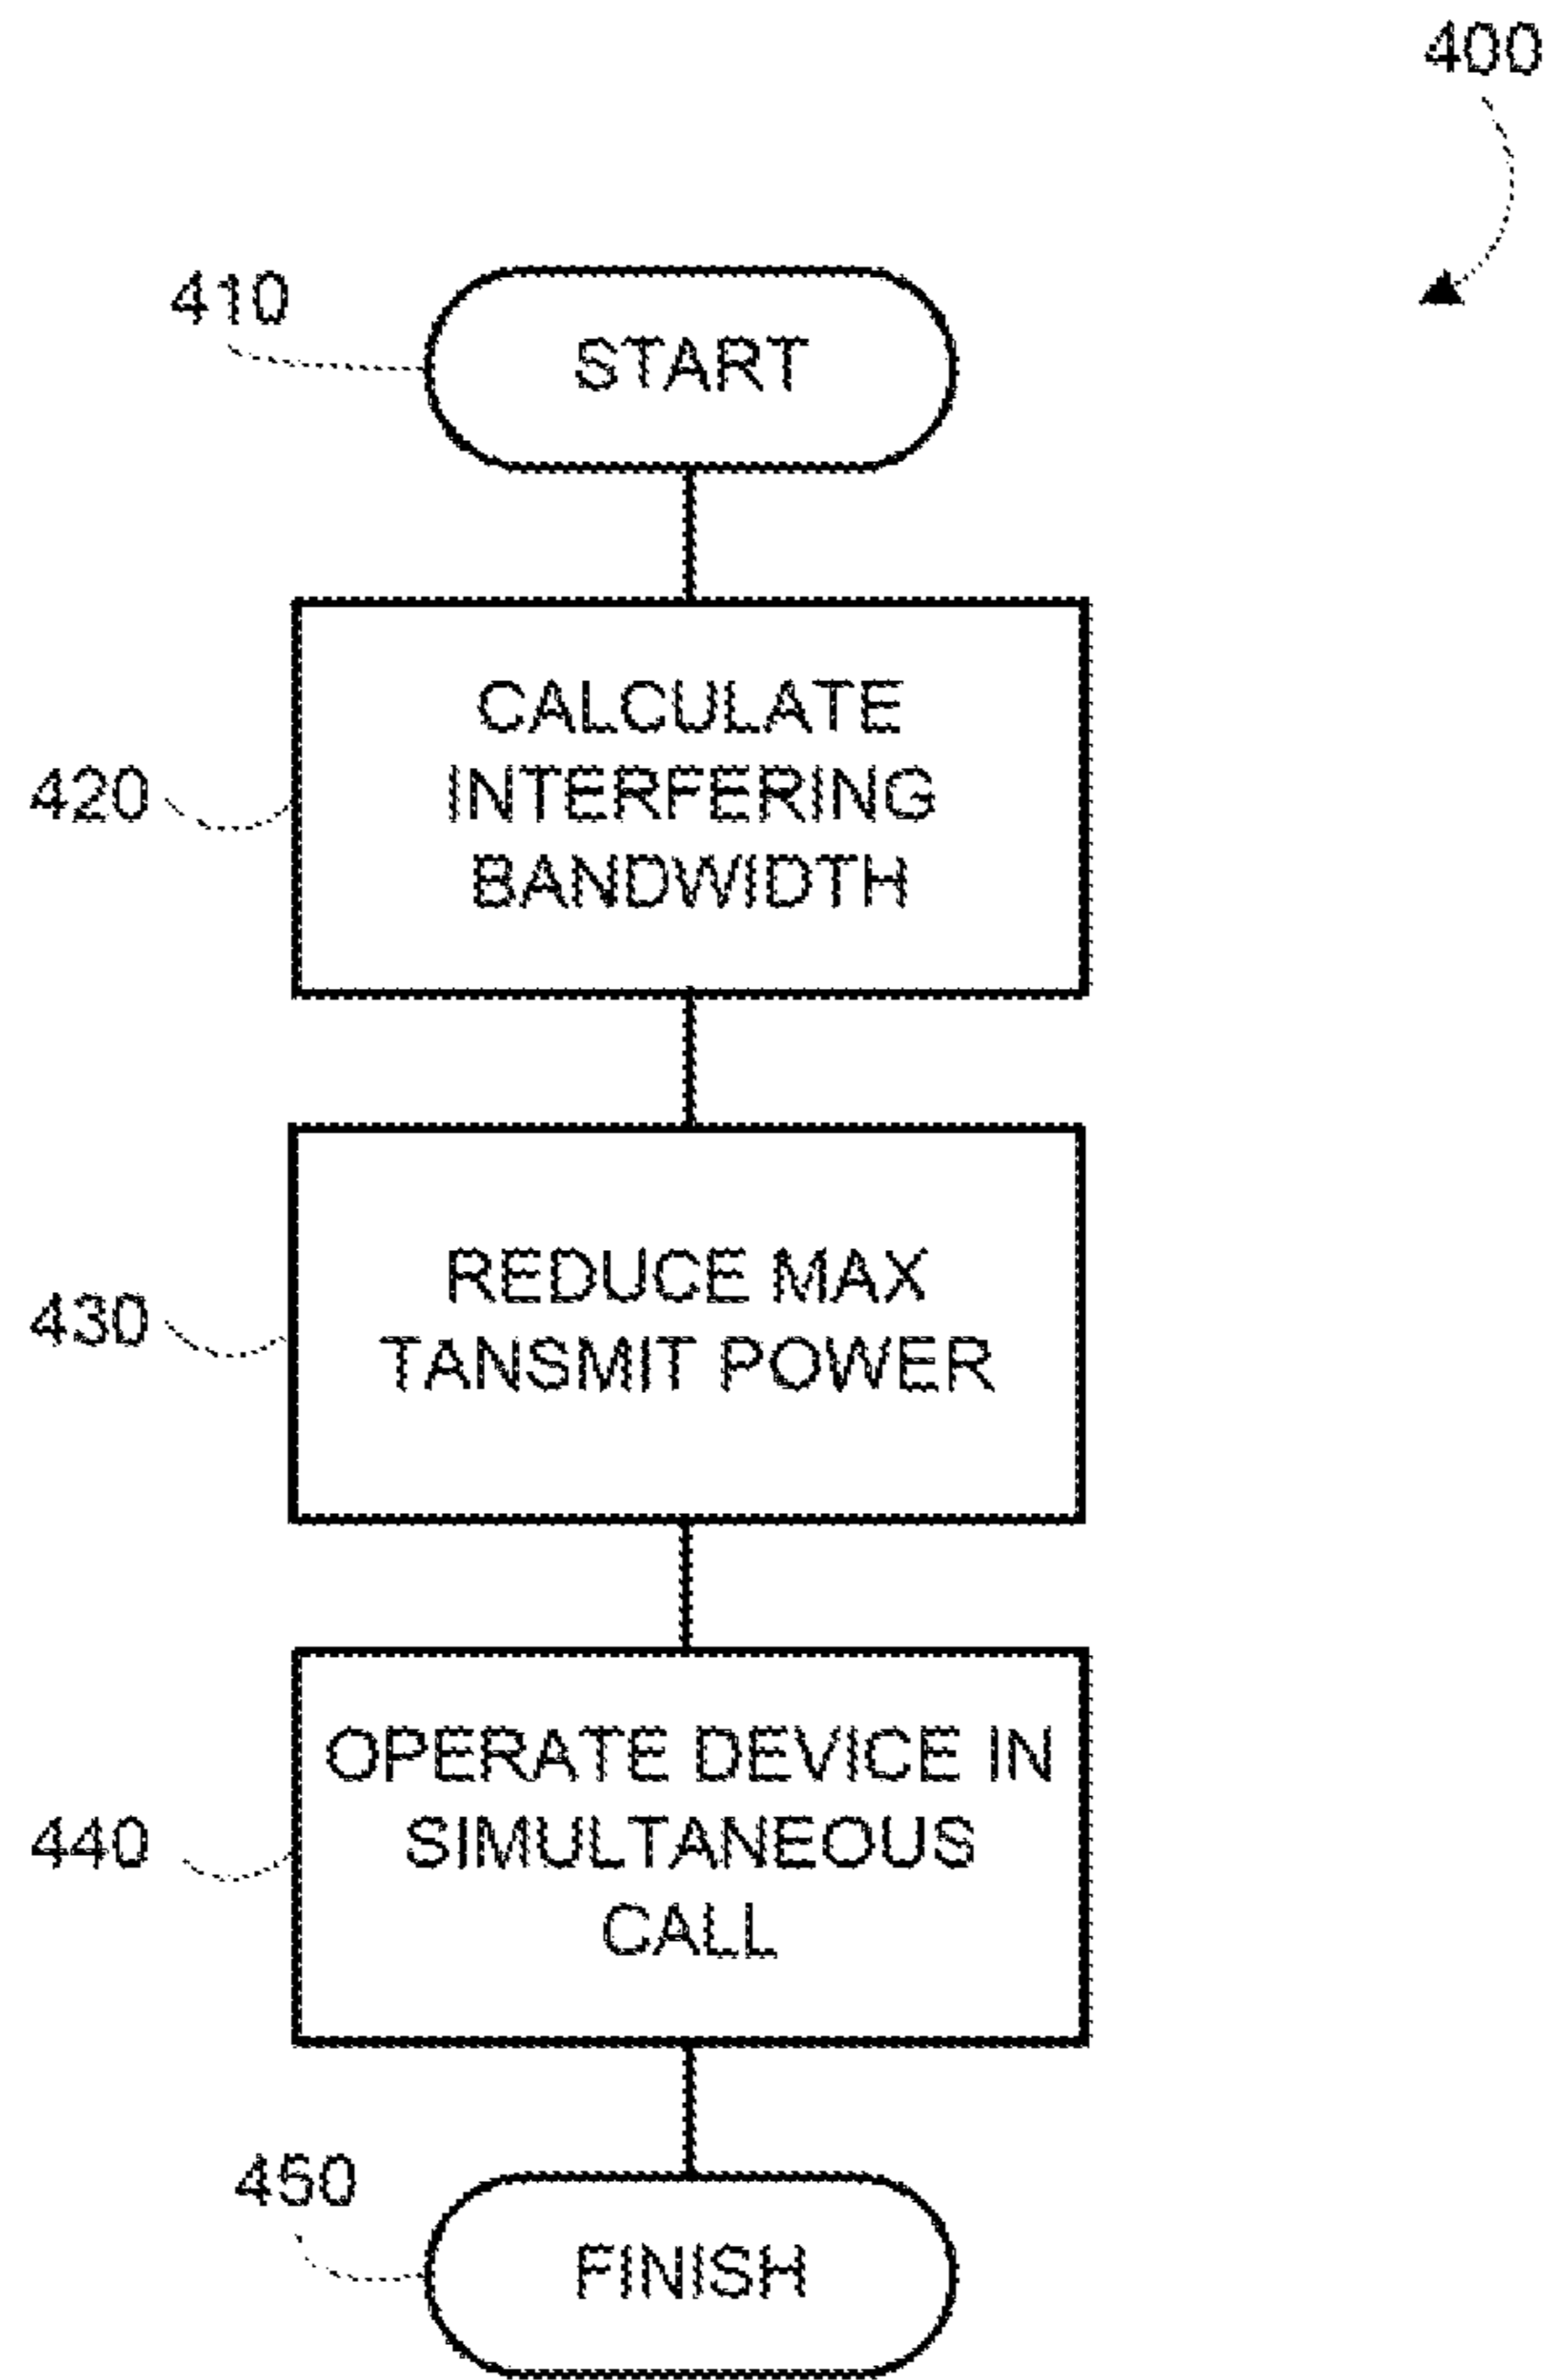 400
410
START
420
CALCULATE
INTERFERING
BANDWIDTH
430
REDUCE MAX
TANSMIT POWER
440
OPERATE DEVICE IN
SIMULTANEOUS
CALL
450
FINISH